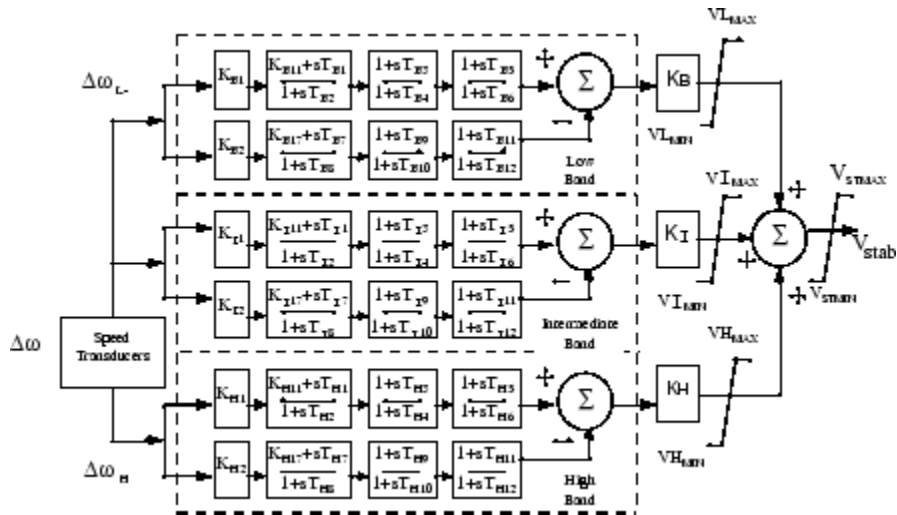 VL_MAX
K_B1 K_B11+sT_B1 1+sT_B3 1+sT_B5 + Σ K_B
1+sT_B2 1+sT_B4 1+sT_B6
Δω_L-I
K_B2 K_B17+sT_B7 1+sT_B9 1+sT_B11 −
1+sT_B8 1+sT_B10 1+sT_B12
VL_MIN
Low
Band
VI_MAX
V_STMAX
K_I1 K_I11+sT_I1 1+sT_I3 1+sT_I5 + Σ K_I + + + Σ
1+sT_I2 1+sT_I4 1+sT_I6
V_stab
K_I2 K_I17+sT_I7 1+sT_I9 1+sT_I11 −
1+sT_I8 1+sT_I10 1+sT_I12
VI_MIN
V_STMIN
Intermediate
Band
Δω
Speed
Transducers
VH_MAX
K_H1 K_H11+sT_H1 1+sT_H3 1+sT_H5 + Σ K_H
1+sT_H2 1+sT_H4 1+sT_H6
Δω_H
K_H2 K_H17+sT_H7 1+sT_H9 1+sT_H11 −
1+sT_H8 1+sT_H10 1+sT_H12
VH_MIN
High
Band